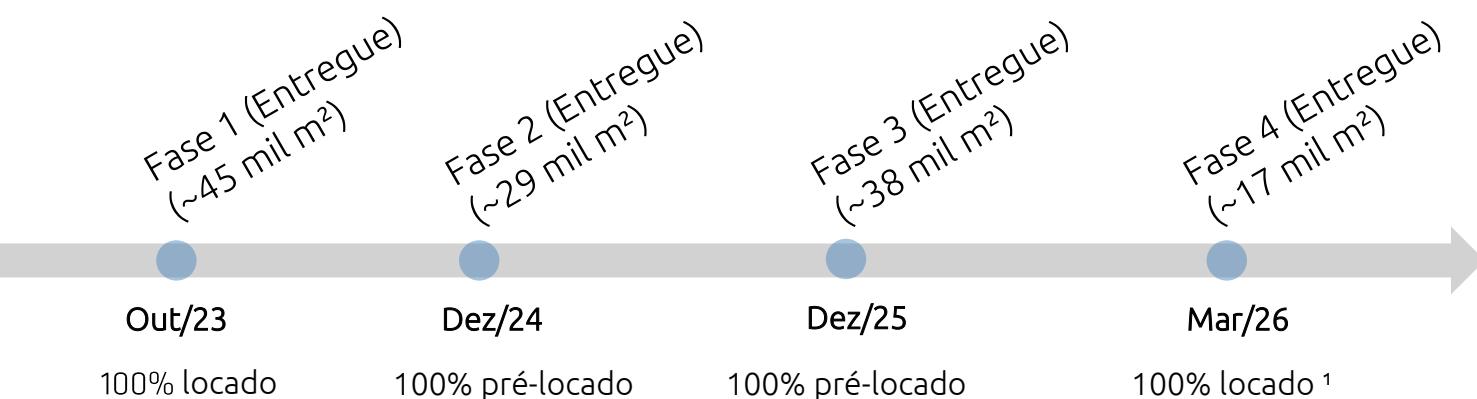 Fase 1 (Entregue)
(~45 mil m²)
Fase 2 (Entregue)
(~29 mil m²)
Fase 3 (Entregue)
(~38 mil m²)
Fase 4 (Entregue)
(~17 mil m²)
Out/23
Dez/24
Dez/25
Mar/26
100% locado
100% pré-locado
100% pré-locado
100% locado ¹